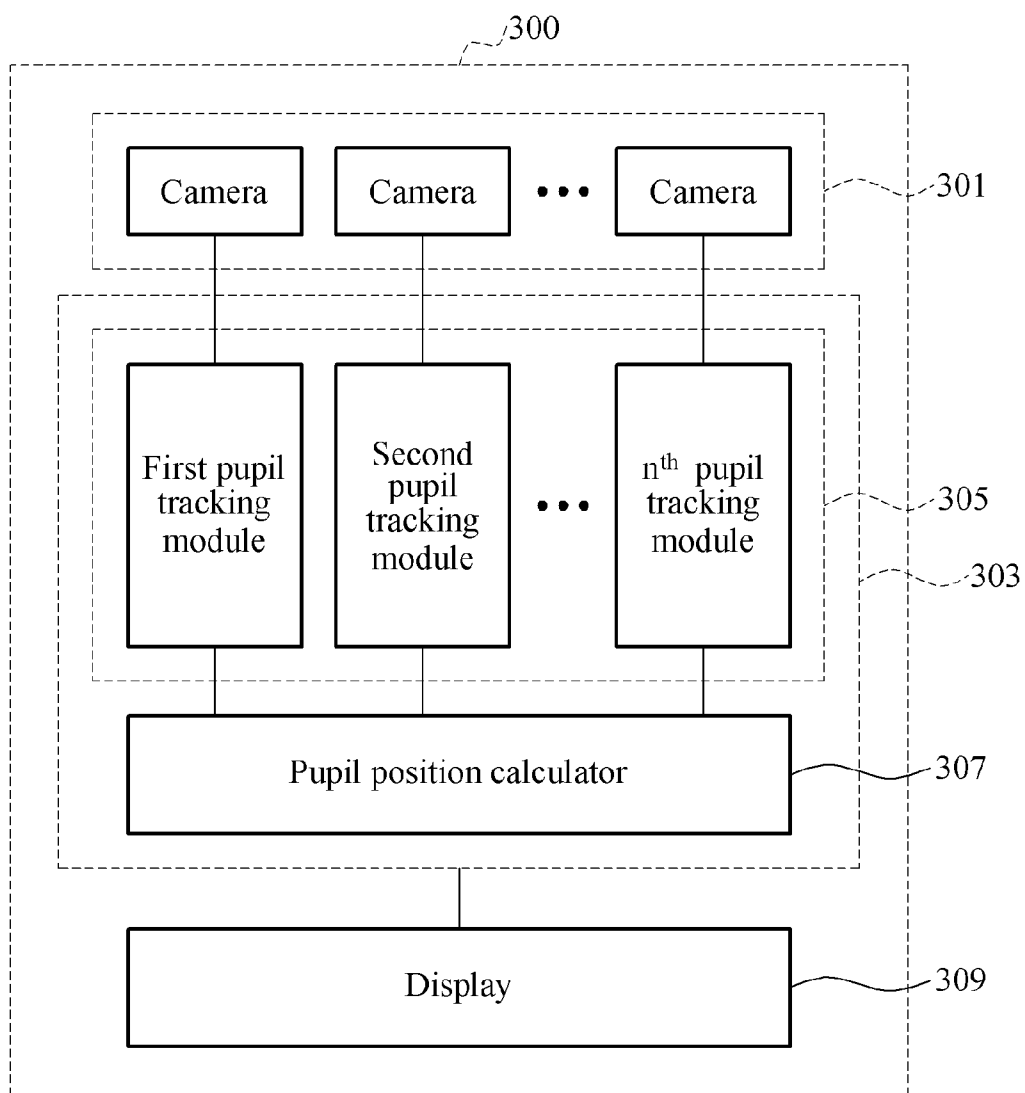 300
Camera
Camera
•••
Camera
301
First pupil
tracking
module
Second
pupil
tracking
module
•••
nth pupil
tracking
module
305
303
Pupil position calculator
307
Display
309